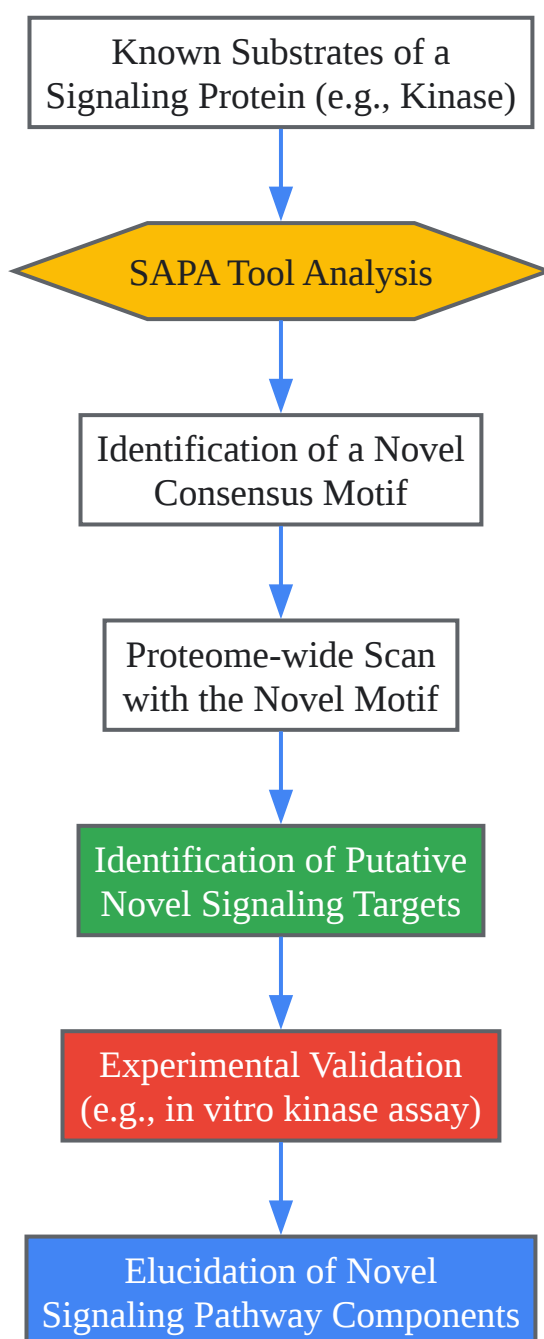 Known Substrates of a
Signaling Protein (e.g., Kinase)
SAPA Tool Analysis
Identification of a Novel
Consensus Motif
Proteome-wide Scan
with the Novel Motif
Identification of Putative
Novel Signaling Targets
Experimental Validation
(e.g., in vitro kinase assay)
Elucidation of Novel
Signaling Pathway Components